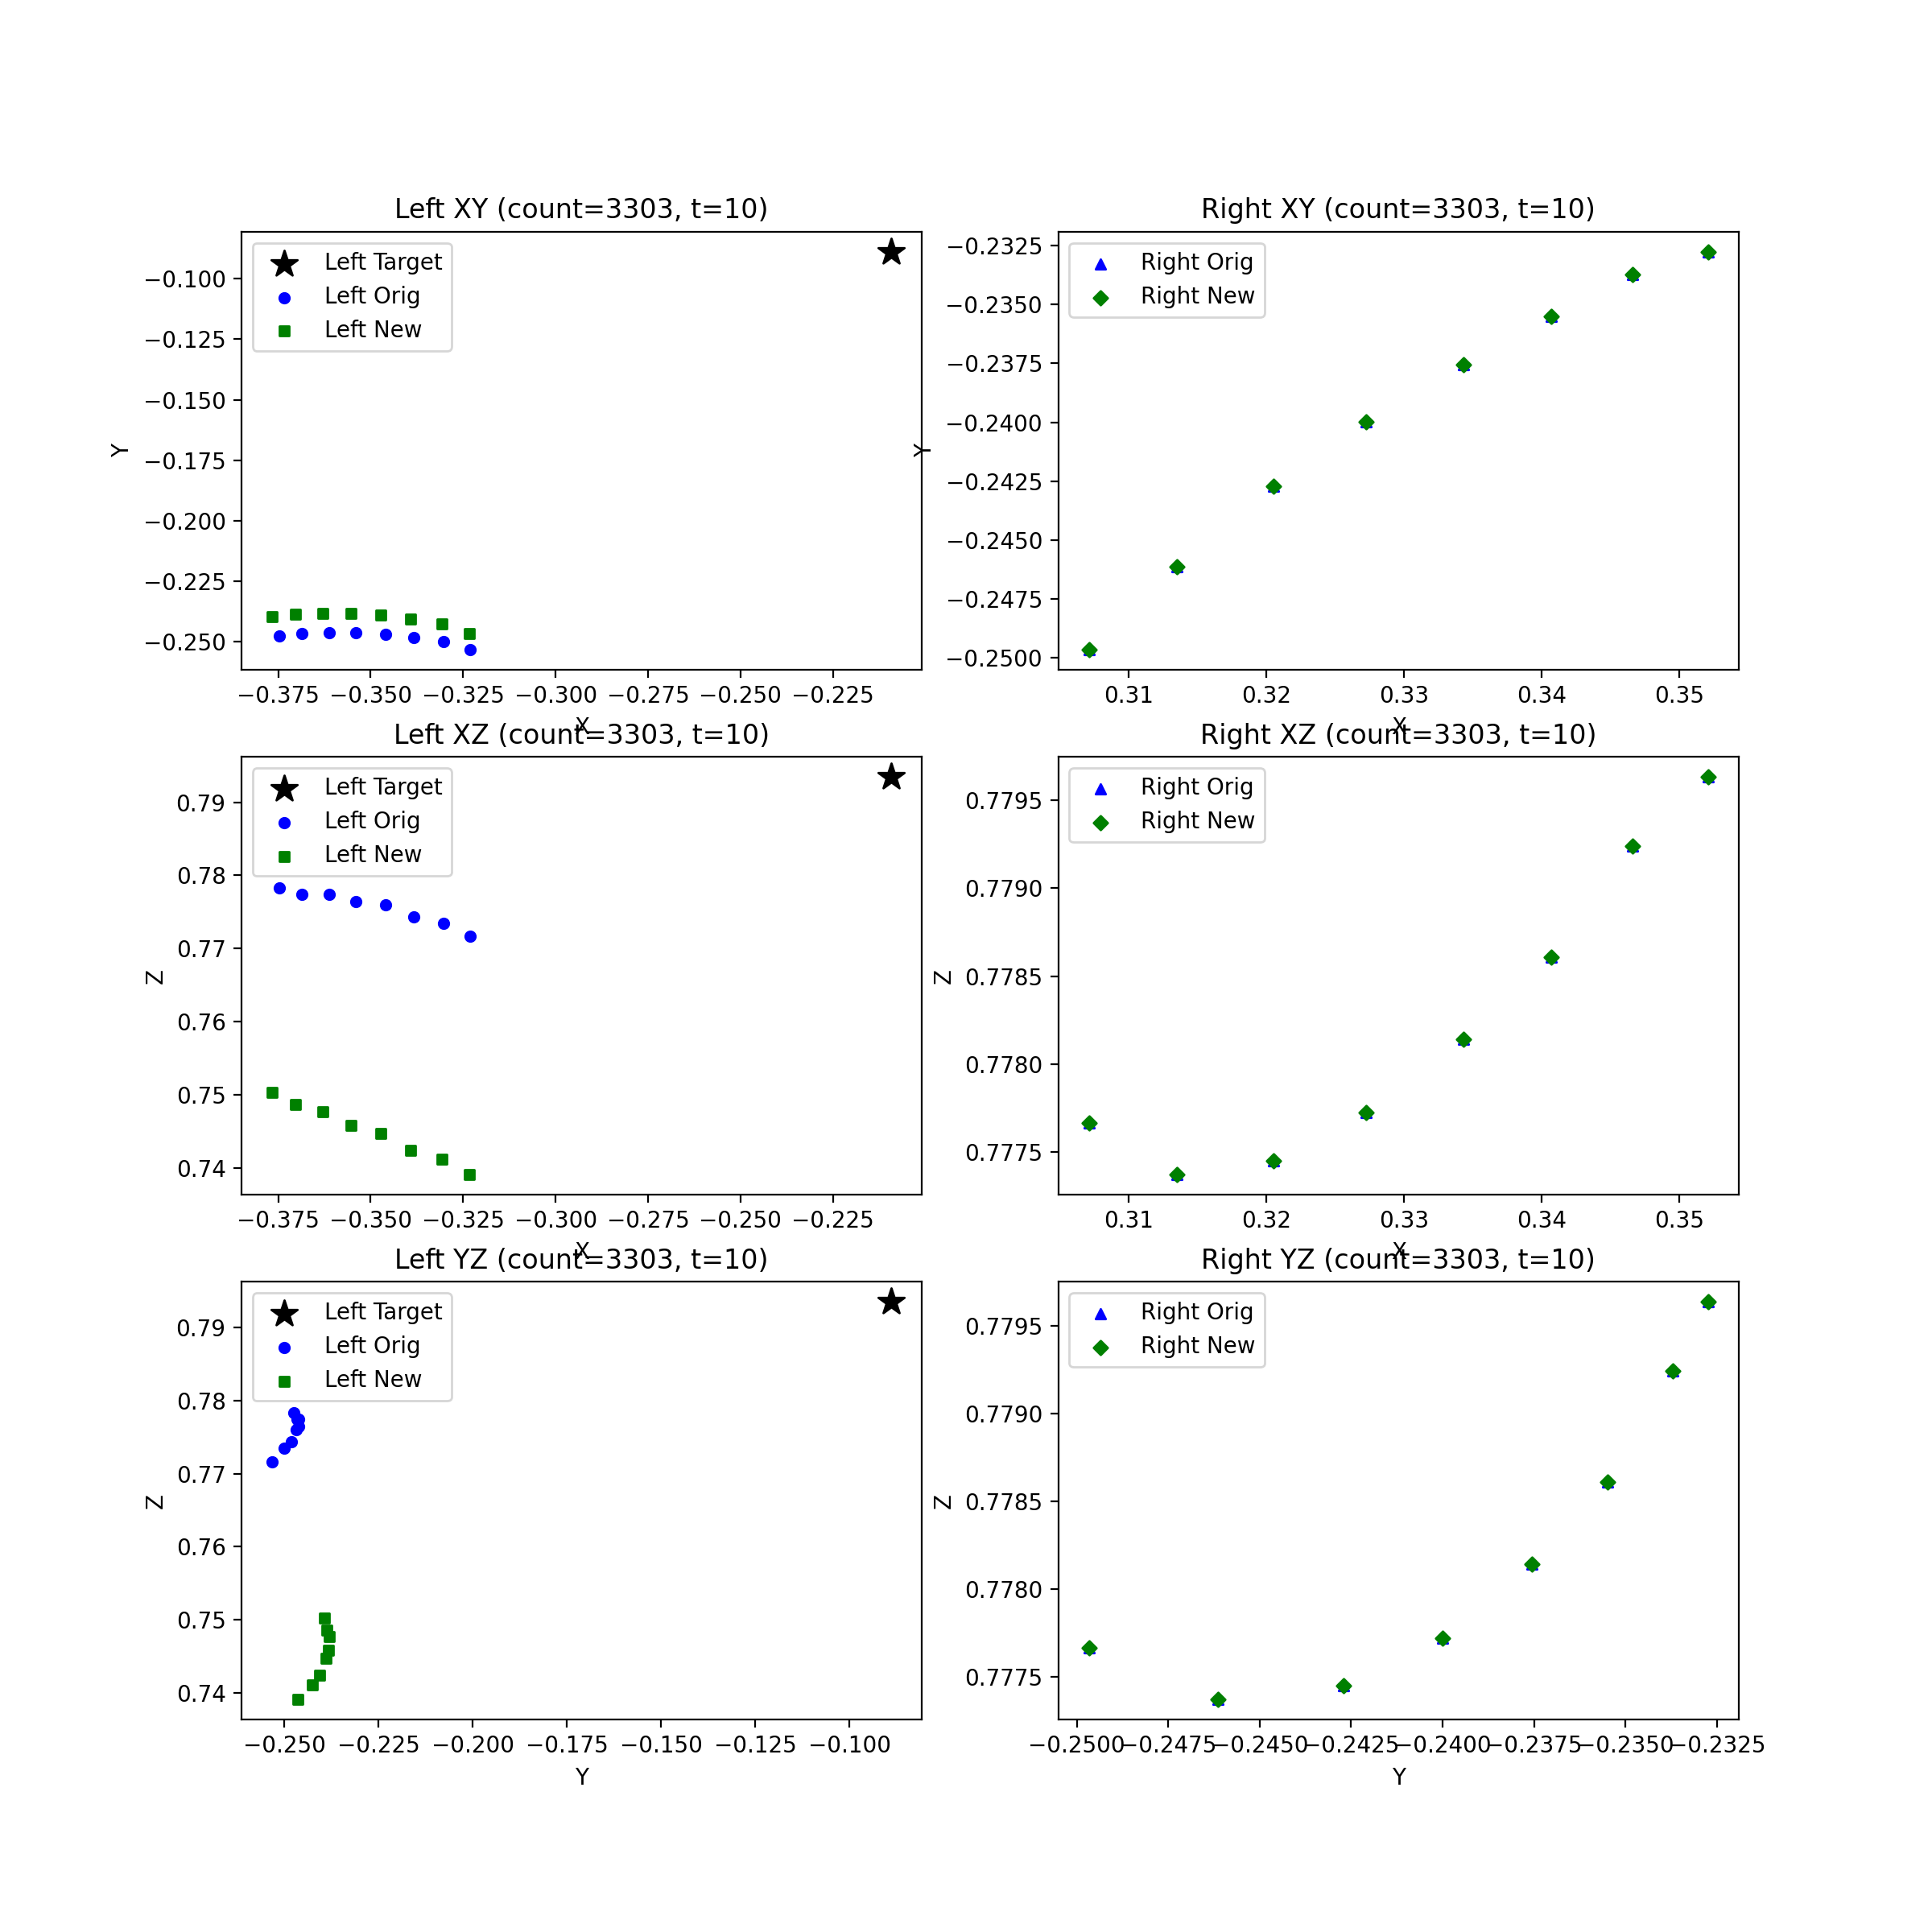 Left XY (count=3303, t=10)
Left Target
Left Orig
Left New
−0.100
−0.125
−0.150
−0.175
−0.200
−0.225
−0.250
Y
−0.375 −0.350 −0.325 −0.300 −0.275 −0.250 −0.225
X
Right XY (count=3303, t=10)
Right Orig
Right New
−0.2325
−0.2350
−0.2375
−0.2400
−0.2425
−0.2450
−0.2475
−0.2500
Y
0.31 0.32 0.33 0.34 0.35
X
Left XZ (count=3303, t=10)
Left Target
Left Orig
Left New
0.79
0.78
0.77
0.76
0.75
0.74
Z
−0.375 −0.350 −0.325 −0.300 −0.275 −0.250 −0.225
X
Right XZ (count=3303, t=10)
Right Orig
Right New
0.7795
0.7790
0.7785
0.7780
0.7775
Z
0.31 0.32 0.33 0.34 0.35
X
Left YZ (count=3303, t=10)
Left Target
Left Orig
Left New
0.79
0.78
0.77
0.76
0.75
0.74
Z
−0.250 −0.225 −0.200 −0.175 −0.150 −0.125 −0.100
Y
Right YZ (count=3303, t=10)
Right Orig
Right New
0.7795
0.7790
0.7785
0.7780
0.7775
Z
−0.2500 −0.2475 −0.2450 −0.2425 −0.2400 −0.2375 −0.2350 −0.2325
Y